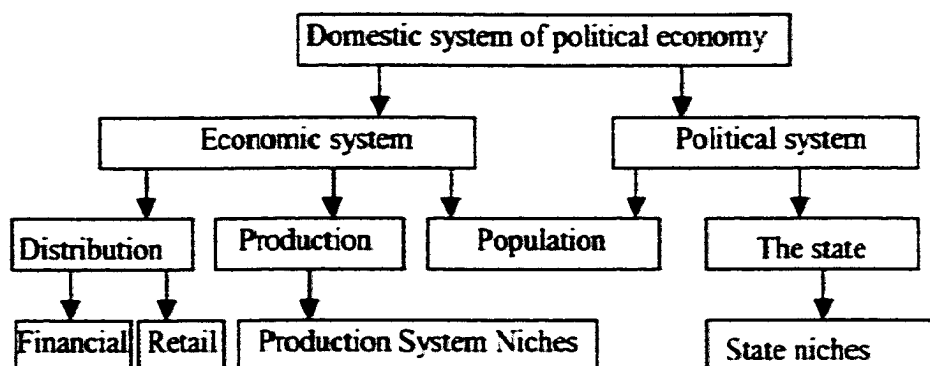 Domestic system of political economy
Economic system
Political system
Distribution
Production
Population
The state
Financial
Retail
Production System Niches
State niches